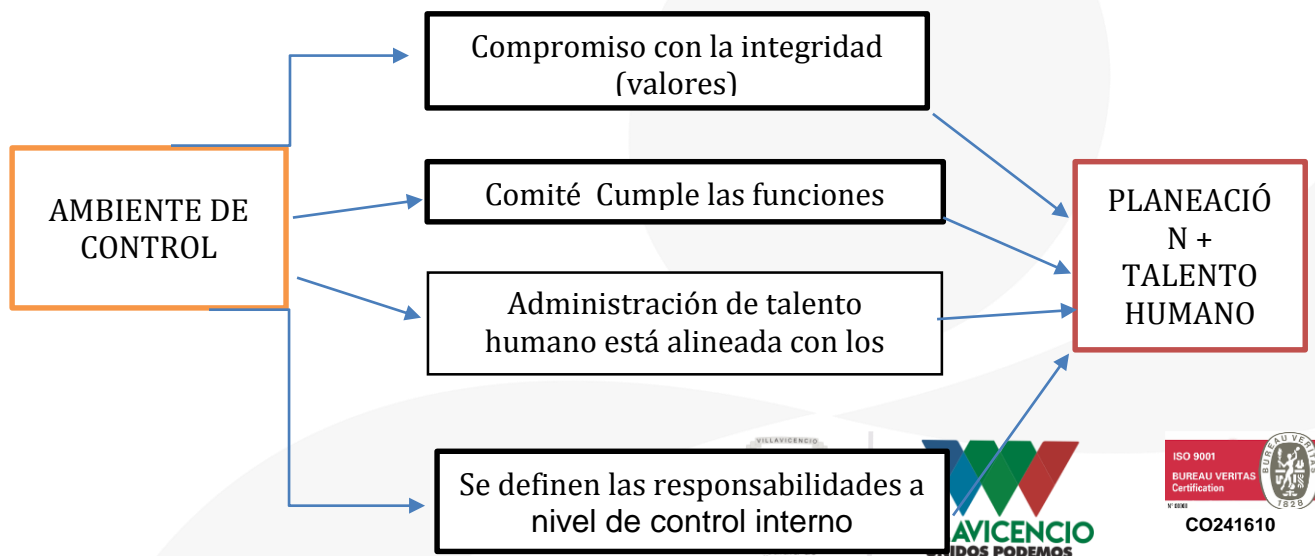 Compromiso con la integridad
(valores)
AMBIENTE DE
CONTROL
Comité Cumple las funciones
Administración de talento
humano está alineada con los
Se definen las responsabilidades a
nivel de control interno
PLANEACIÓ
N +
TALENTO
HUMANO
VILLAVICENCIO
AVICENCIO
UNIDOS PODEMOS
ISO 9001
BUREAU VERITAS
Certification
BUREAU VERITAS
1828
CO241610